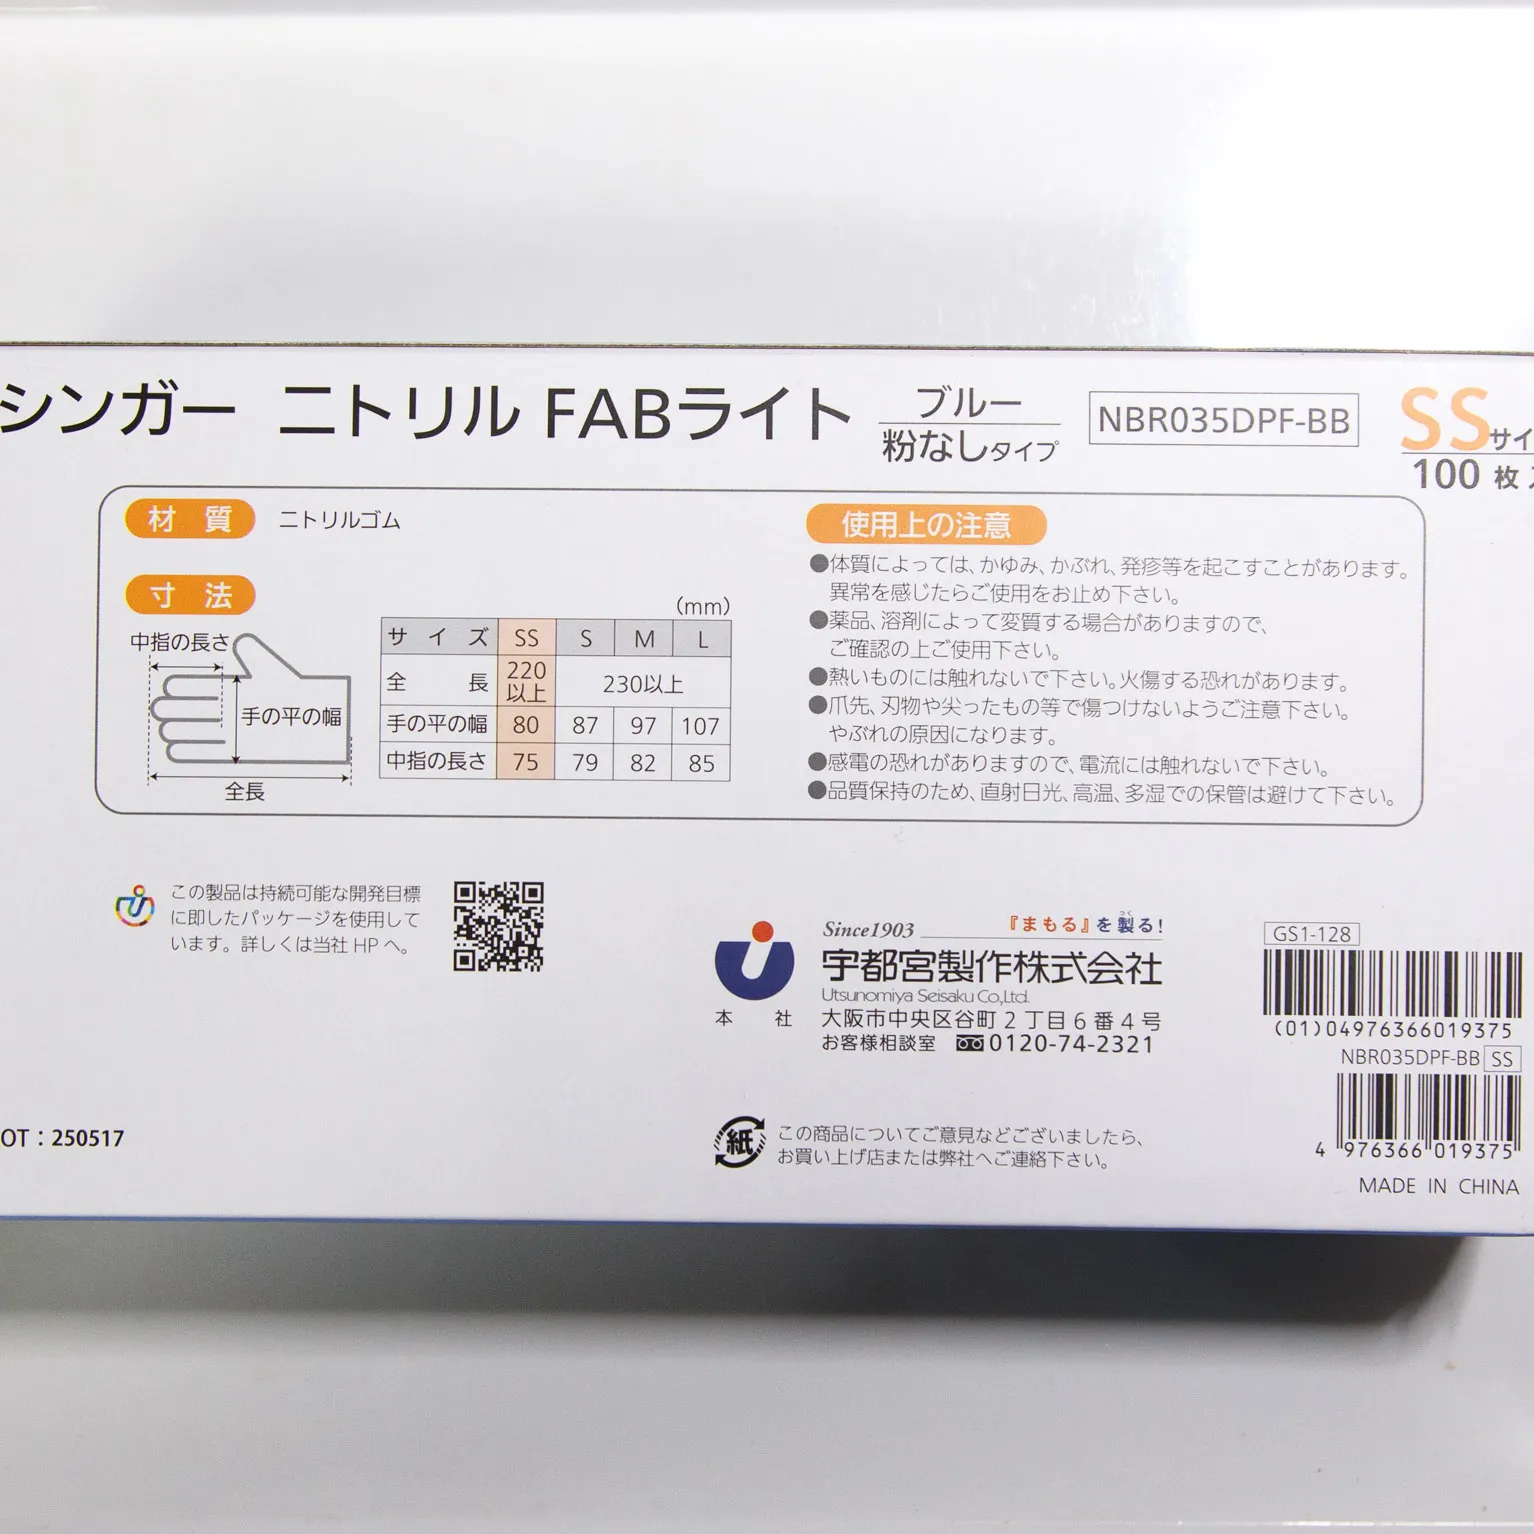 シンガー ニトリル FABライト ブルー 粉なしタイプ NBR035DPF-BB SSサイ
100 枚
材 質 ニトリルゴム
寸 法
(mm)
中指の長さ
手の平の幅
全長
サ イ ズ SS S M L
全 長 220以上 230以上
手の平の幅 80 87 97 107
中指の長さ 75 79 82 85
使用上の注意
●体質によっては、かゆみ、かぶれ、発疹等を起こすことがあります。
異常を感じたらご使用をお止め下さい。
●薬品、溶剤によって変質する場合がありますので、
ご確認の上ご使用下さい。
●熱いものには触れないで下さい。火傷する恐れがあります。
●爪先、刃物や尖ったもの等で傷つけないようご注意下さい。
やぶれの原因になります。
●感電の恐れがありますので、電流には触れないで下さい。
●品質保持のため、直射日光、高温、多湿での保管は避けて下さい。
この製品は持続可能な開発目標
に即したパッケージを使用して
います。詳しくは当社 HP へ。
Since1903 『まもる』を製る!
つく
宇都宮製作株式会社
Utsunomiya Seisaku Co,Ltd.
本 社 大阪市中央区谷町 2 丁目 6 番 4 号
お客様相談室 0120-74-2321
紙
この商品についてご意見などございましたら、
お買い上げ店または弊社へご連絡下さい。
GS1-128
(01)04976366019375
NBR035DPF-BB SS
4 976366 019375
MADE IN CHINA
OT：250517